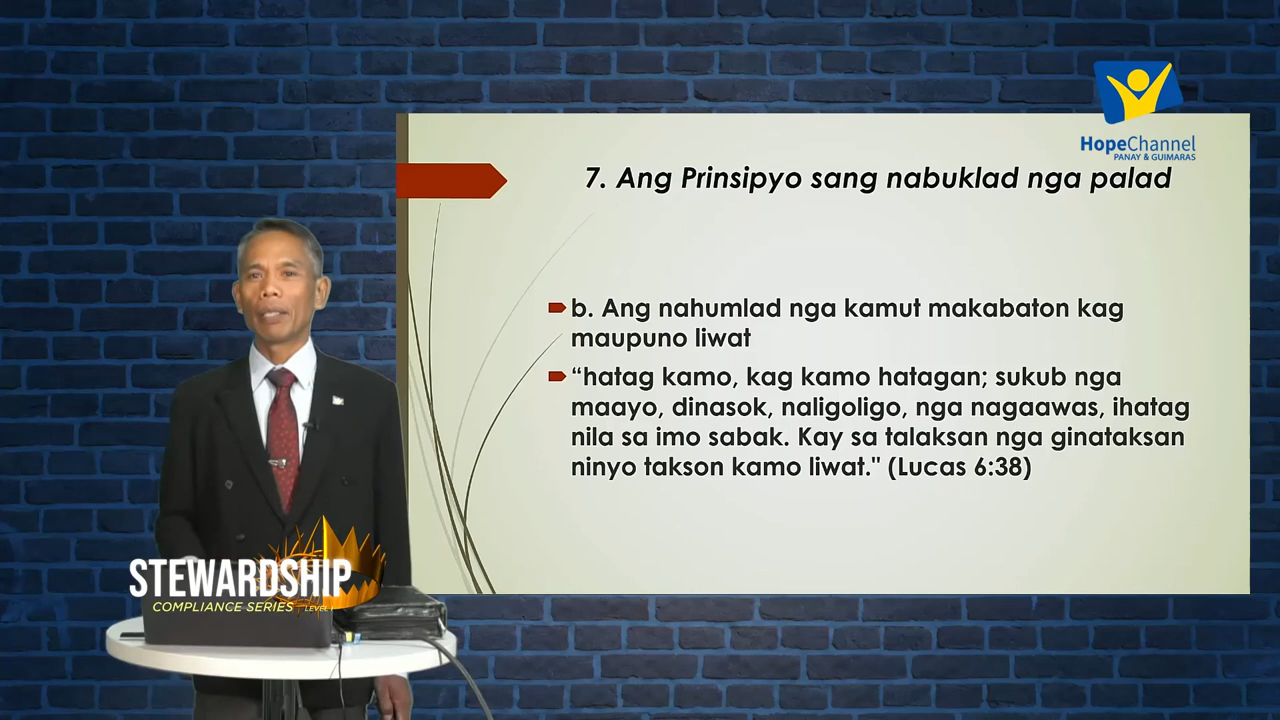 HopeChannel
PANAY & GUIMARAS
7. Ang Prinsipyo sang nabuklad nga palad
b. Ang nahumlad nga kamut makabaton kag
maupuno liwat
“hatag kamo, kag kamo hatagan; sukub nga
maayo, dinasok, naligoligo, nga nagaawas, ihatag
nila sa imo sabak. Kay sa talaksan nga ginataksan
ninyo takson kamo liwat." (Lucas 6:38)
STEWARDSHIP
COMPLIANCE SERIES LEVEL I